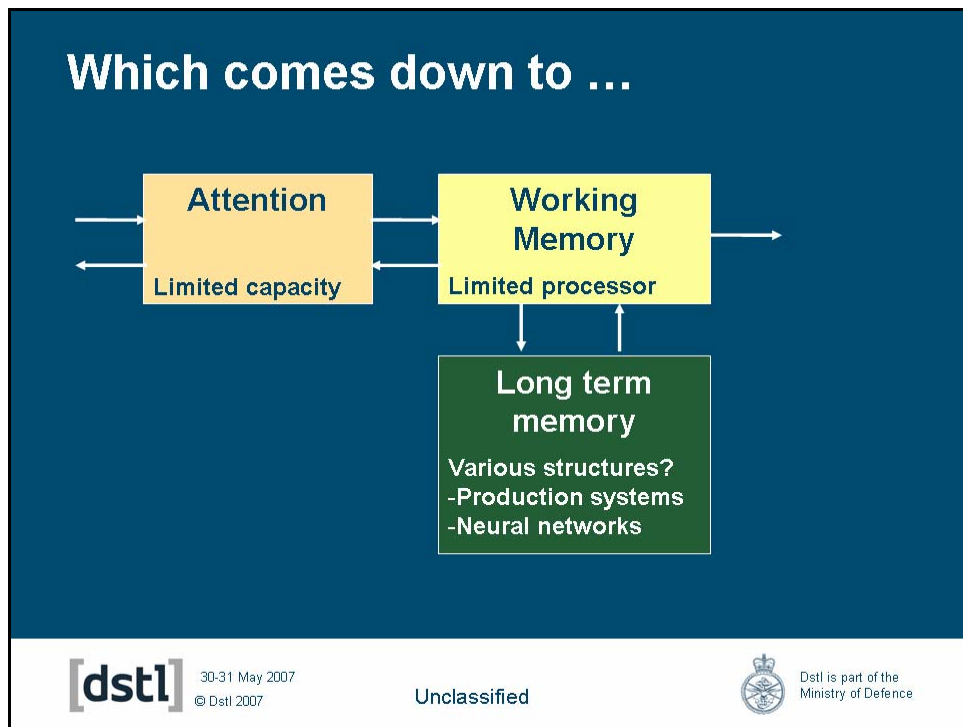 Which comes down to ...
Attention
Limited capacity
Working
Memory
Limited processor
Long term
memory
Various structures?
-Production systems
-Neural networks
[dstl]
30-31 May 2007
© Dstl 2007
Unclassified
Dstl is part of the
Ministry of Defence